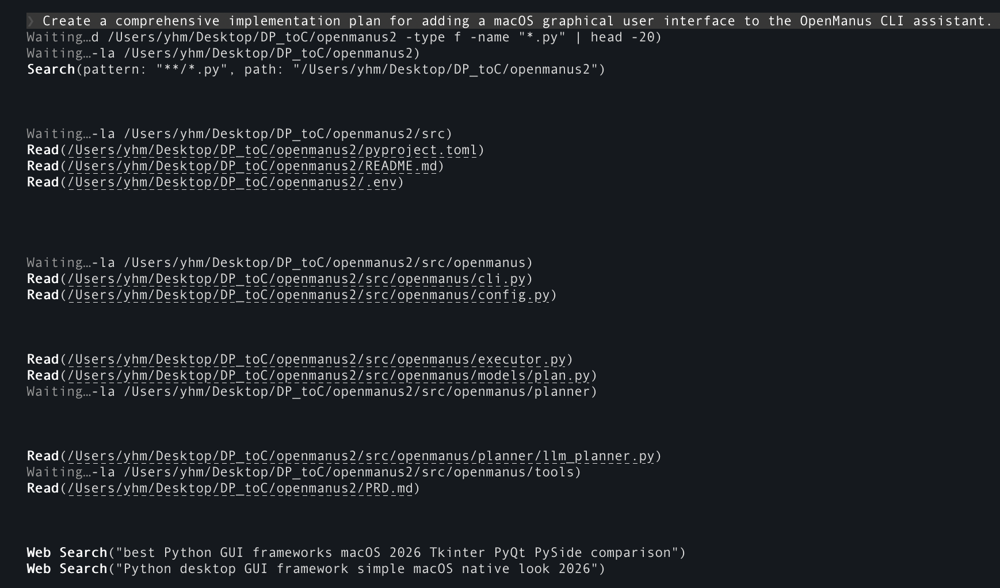 ❯ Create a comprehensive implementation plan for adding a macOS graphical user interface to the OpenManus CLI assistant.
Waiting…d /Users/yhm/Desktop/DP_toC/openmanus2 -type f -name "*.py" | head -20)
Waiting…-la /Users/yhm/Desktop/DP_toC/openmanus2)
Search(pattern: "**/*.py", path: "/Users/yhm/Desktop/DP_toC/openmanus2")
Waiting…-la /Users/yhm/Desktop/DP_toC/openmanus2/src)
Read(/Users/yhm/Desktop/DP_toC/openmanus2/pyproject.toml)
Read(/Users/yhm/Desktop/DP_toC/openmanus2/README.md)
Read(/Users/yhm/Desktop/DP_toC/openmanus2/.env)
Waiting…-la /Users/yhm/Desktop/DP_toC/openmanus2/src/openmanus)
Read(/Users/yhm/Desktop/DP_toC/openmanus2/src/openmanus/cli.py)
Read(/Users/yhm/Desktop/DP_toC/openmanus2/src/openmanus/config.py)
Read(/Users/yhm/Desktop/DP_toC/openmanus2/src/openmanus/executor.py)
Read(/Users/yhm/Desktop/DP_toC/openmanus2/src/openmanus/models/plan.py)
Waiting…-la /Users/yhm/Desktop/DP_toC/openmanus2/src/openmanus/planner)
Read(/Users/yhm/Desktop/DP_toC/openmanus2/src/openmanus/planner/llm_planner.py)
Waiting…-la /Users/yhm/Desktop/DP_toC/openmanus2/src/openmanus/tools)
Read(/Users/yhm/Desktop/DP_toC/openmanus2/PRD.md)
Web Search("best Python GUI frameworks macOS 2026 Tkinter PyQt PySide comparison")
Web Search("Python desktop GUI framework simple macOS native look 2026")